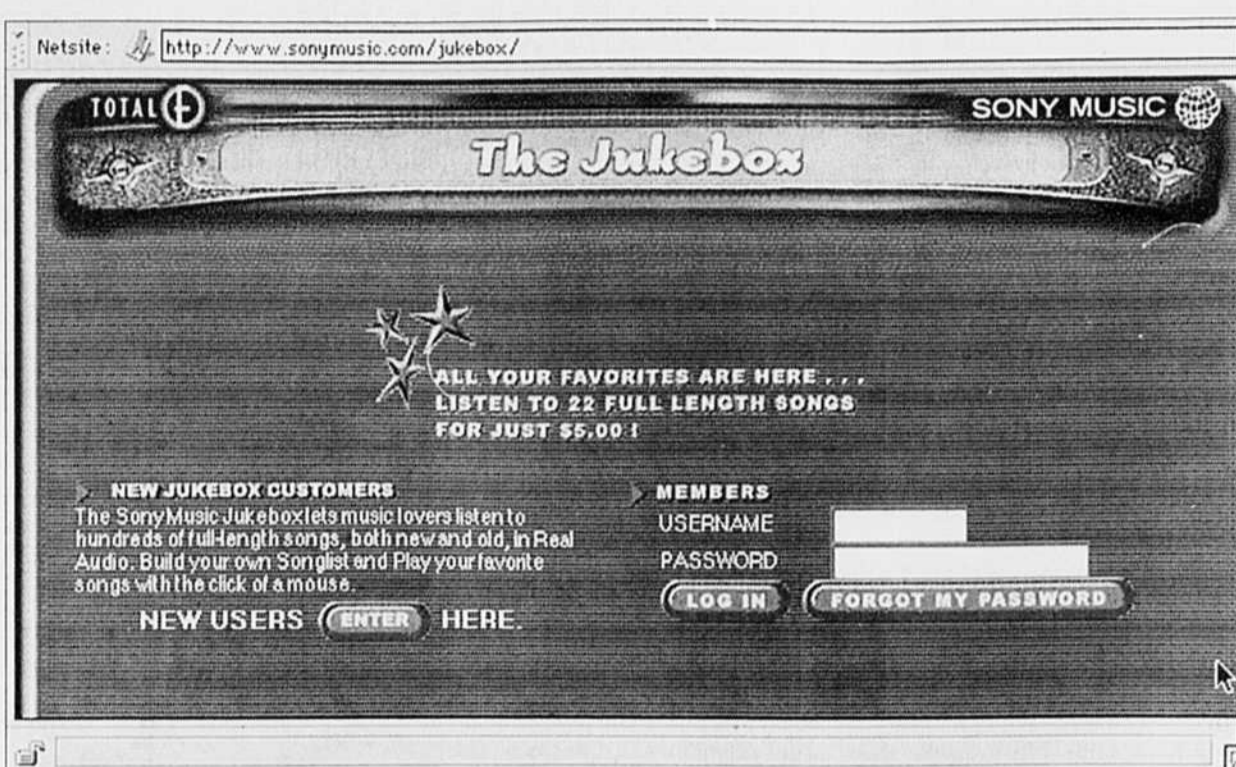 Netsite: http://www.sonymusic.com/jukebox/
TOTAL E
SONY MUSIC
The Jukebox
ALL YOUR FAVORITES ARE HERE . . .
LISTEN TO 22 FULL LENGTH SONGS
FOR JUST $5.00 !
NEW JUKEBOX CUSTOMERS
The Sony Music Jukebox lets music lovers listen to
hundreds of full-length songs, both new and old, in Real
Audio. Build your own Songlist and Play your favorite
songs with the click of a mouse.
NEW USERS ENTER HERE.
MEMBERS
USERNAME
PASSWORD
LOG IN FORGOT MY PASSWORD